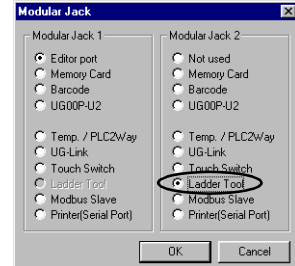 Modular Jack
Modular Jack 1
Editor port
Memory Card
Barcode
UG00P-U2
Temp. / PLC2Way
UG-Link
Touch Switch
Ladder Tool
Modbus Slave
Printer(Serial Port)
Modular Jack 2
Not used
Memory Card
Barcode
UG00P-U2
Temp. / PLC2Way
UG-Link
Touch Switch
Ladder Tool
Modbus Slave
Printer(Serial Port)
OK
Cancel